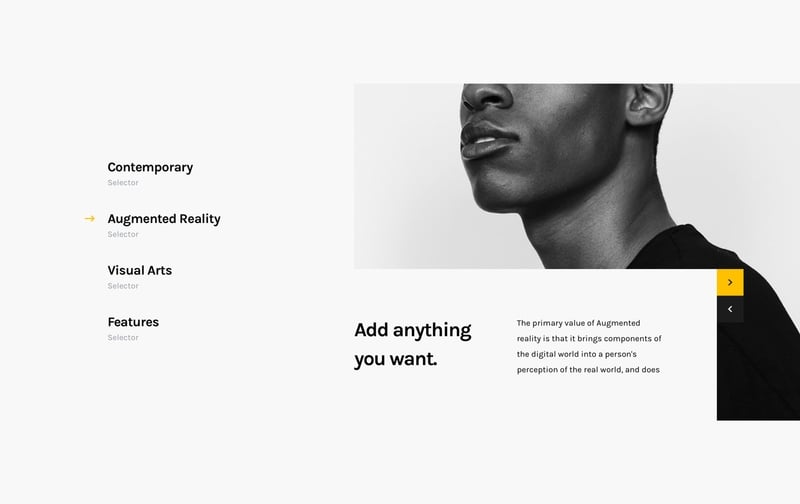 Contemporary
Selector
Augmented Reality
Selector
Visual Arts
Selector
Features
Selector
Add anything
you want.
The primary value of Augmented
reality is that it brings components of
the digital world into a person's
perception of the real world, and does